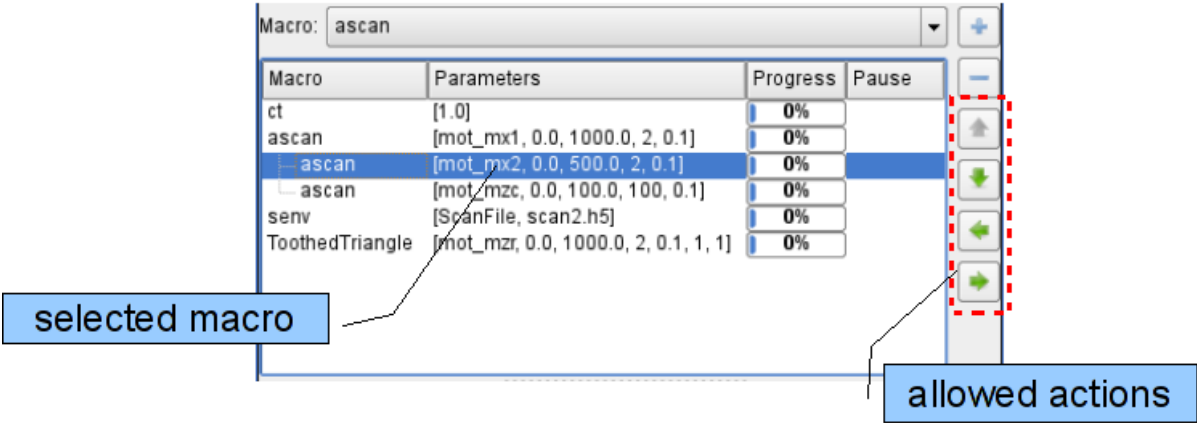 Macro: ascan
Macro Parameters Progress Pause
ct [1.0] 0%
ascan [mot_mx1, 0.0, 1000.0, 2, 0.1] 0%
ascan [mot_mx2, 0.0, 500.0, 2, 0.1] 0%
ascan [mot_mzc, 0.0, 100.0, 100, 0.1] 0%
senv [ScanFile, scan2.h5] 0%
ToothedTriangle [mot_mzr, 0.0, 1000.0, 2, 0.1, 1, 1] 0%
selected macro
allowed actions